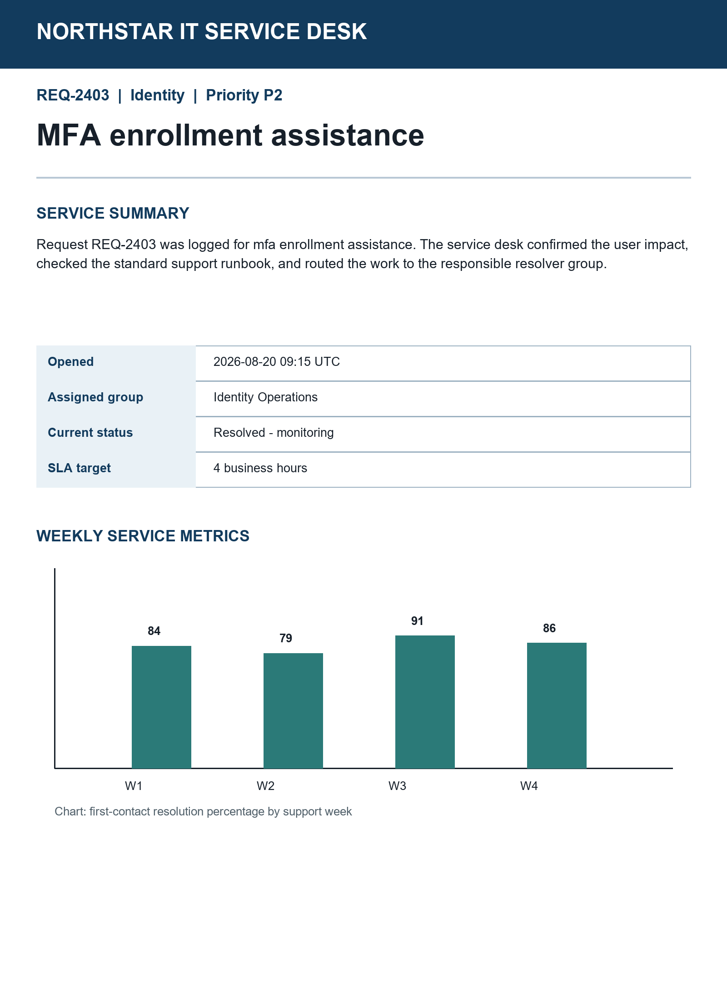 NORTHSTAR IT SERVICE DESK
REQ-2403 | Identity | Priority P2
MFA enrollment assistance
SERVICE SUMMARY
Request REQ-2403 was logged for mfa enrollment assistance. The service desk confirmed the user impact,
checked the standard support runbook, and routed the work to the responsible resolver group.
Opened 2026-08-20 09:15 UTC
Assigned group Identity Operations
Current status Resolved - monitoring
SLA target 4 business hours
WEEKLY SERVICE METRICS
84 79 91 86
W1 W2 W3 W4
Chart: first-contact resolution percentage by support week